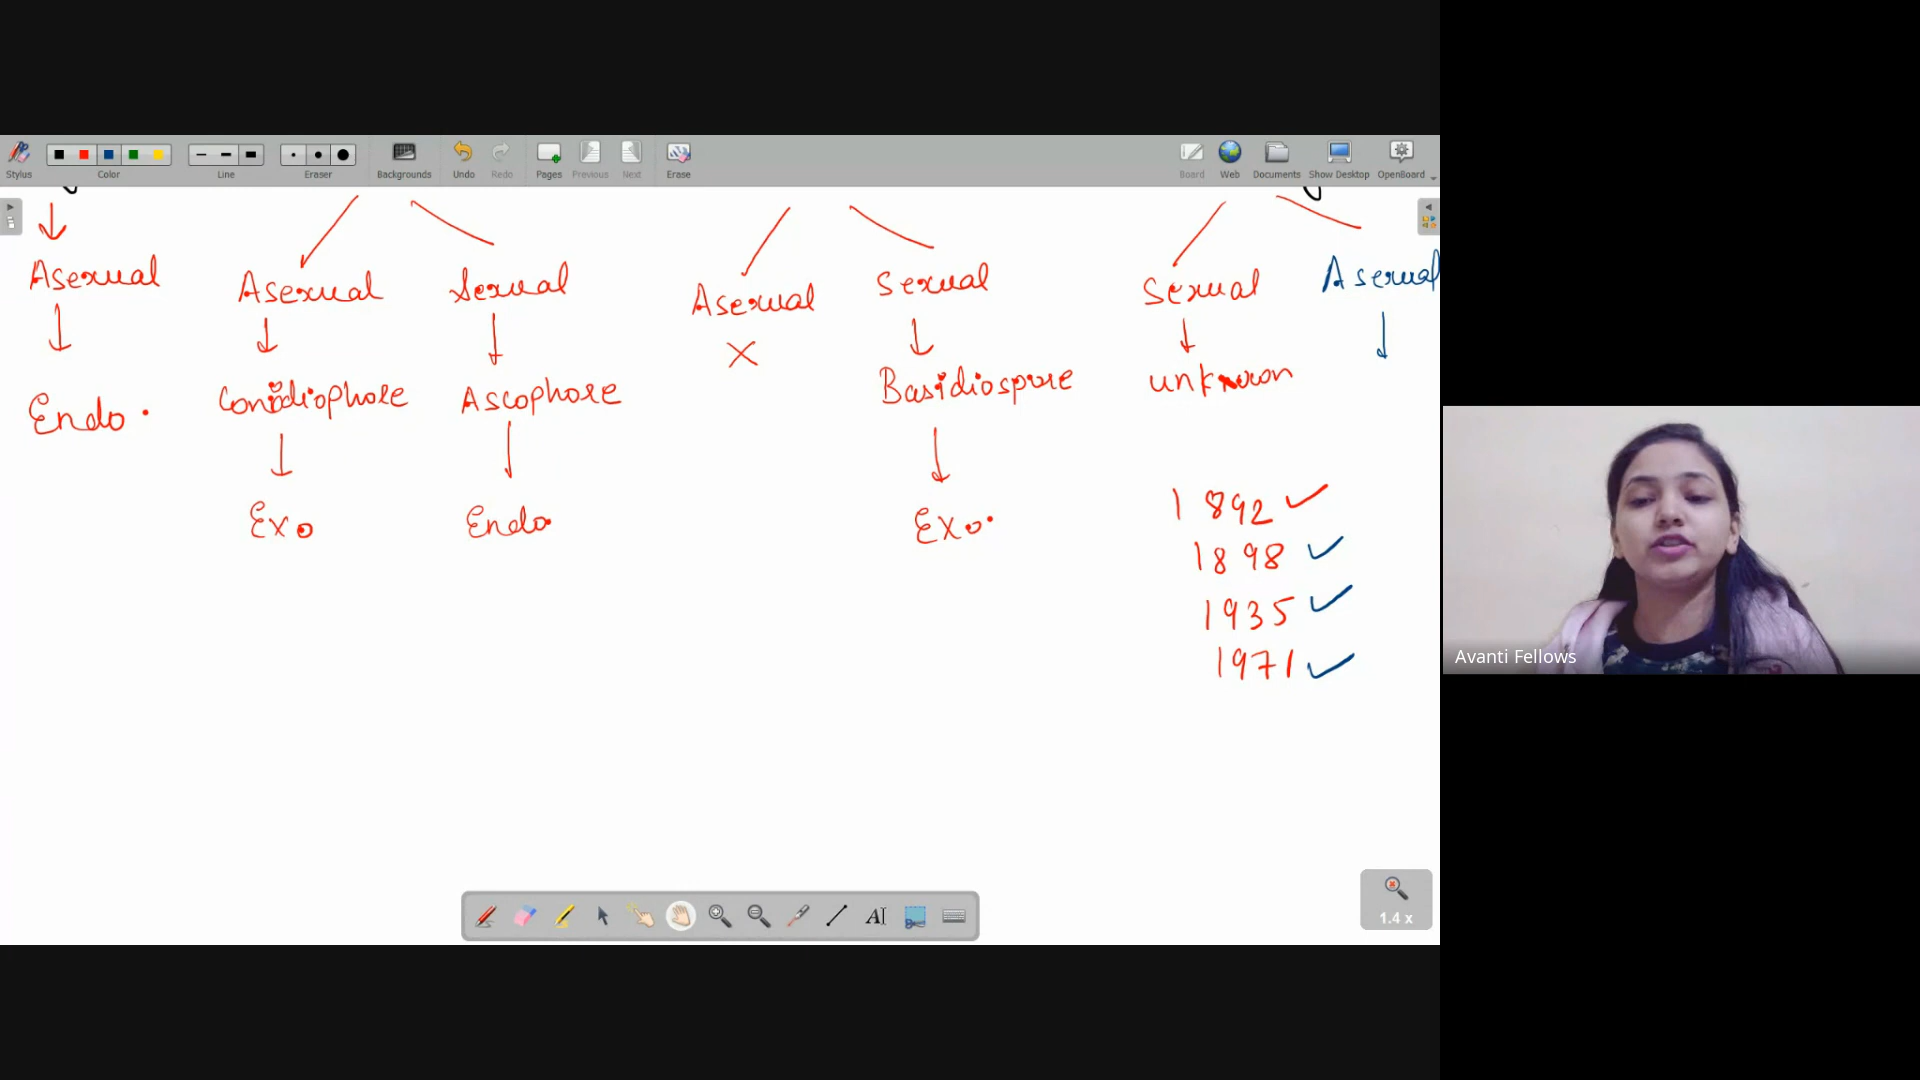 Stylus Color Line Eraser Backgrounds Undo Redo Pages Previous Next Erase Board Web Documents Show Desktop OpenBoard
Asexual Asexual Sexual Asexual Sexual Sexual Asexual
Endo. Conidiophore Ascophore X Basidiospore unknown
Exo Endo Exo.
1892 ✓
1898 ✓
1935 ✓
1971 ✓
Avanti Fellows
AI
1.4 x